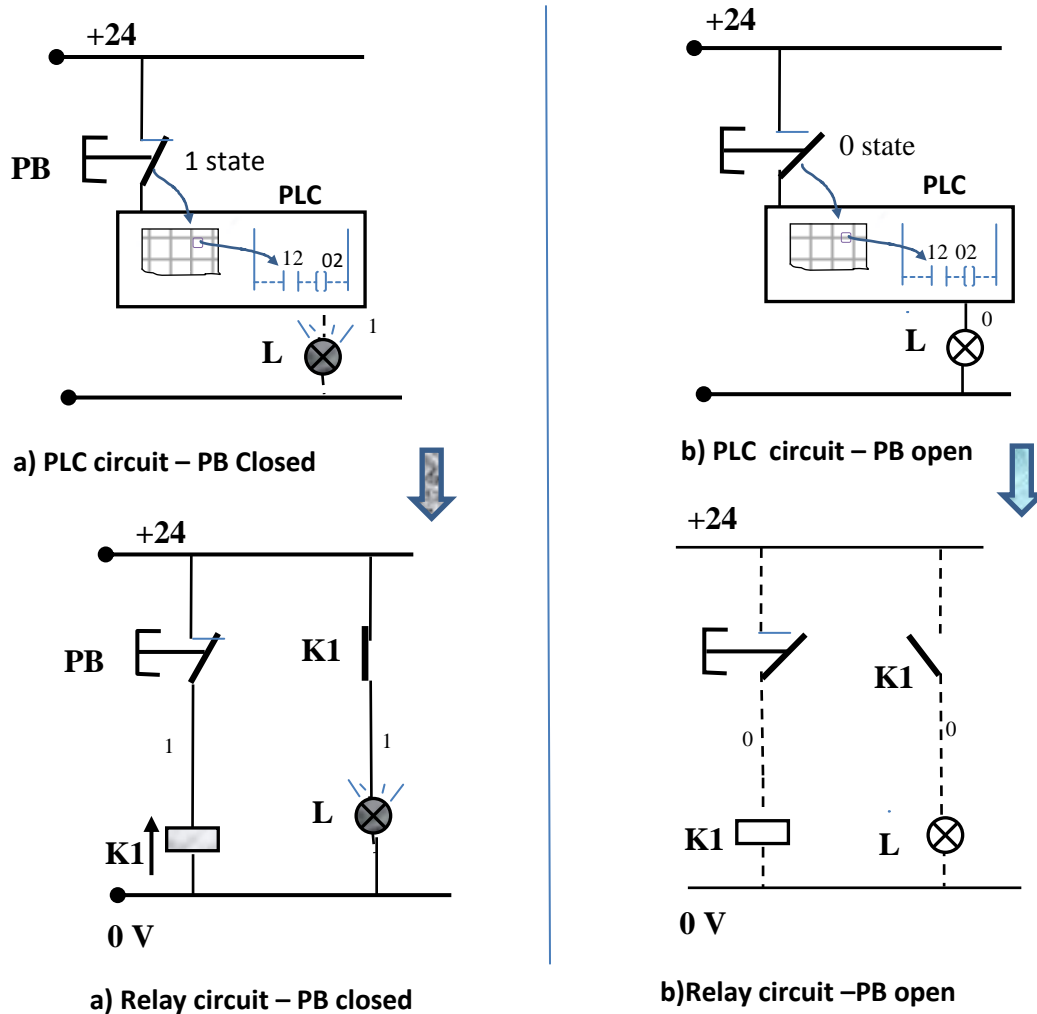 +24
PB
1 state
PLC
12 02
1
L
a) PLC circuit – PB Closed
+24
0 state
PLC
12 02
0
L
b) PLC circuit – PB open
+24
PB
K1
1
1
L
K1
0 V
a) Relay circuit – PB closed
+24
K1
0
0
K1
L
0 V
b)Relay circuit –PB open